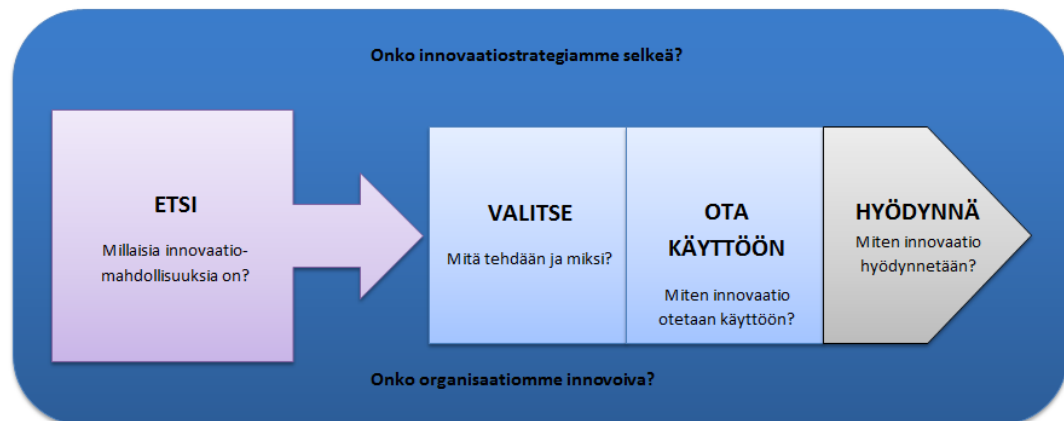 Onko innovaatiostrategiamme selkeä?
ETSI
Millaisia innovaatio-
mahdollisuuksia on?
VALITSE
Mitä tehdään ja miksi?
OTA
KÄYTTÖÖN
Miten innovaatio
otetaan käyttöön?
HYÖDYNNÄ
Miten innovaatio
hyödynnetään?
Onko organisaatiomme innovoiva?